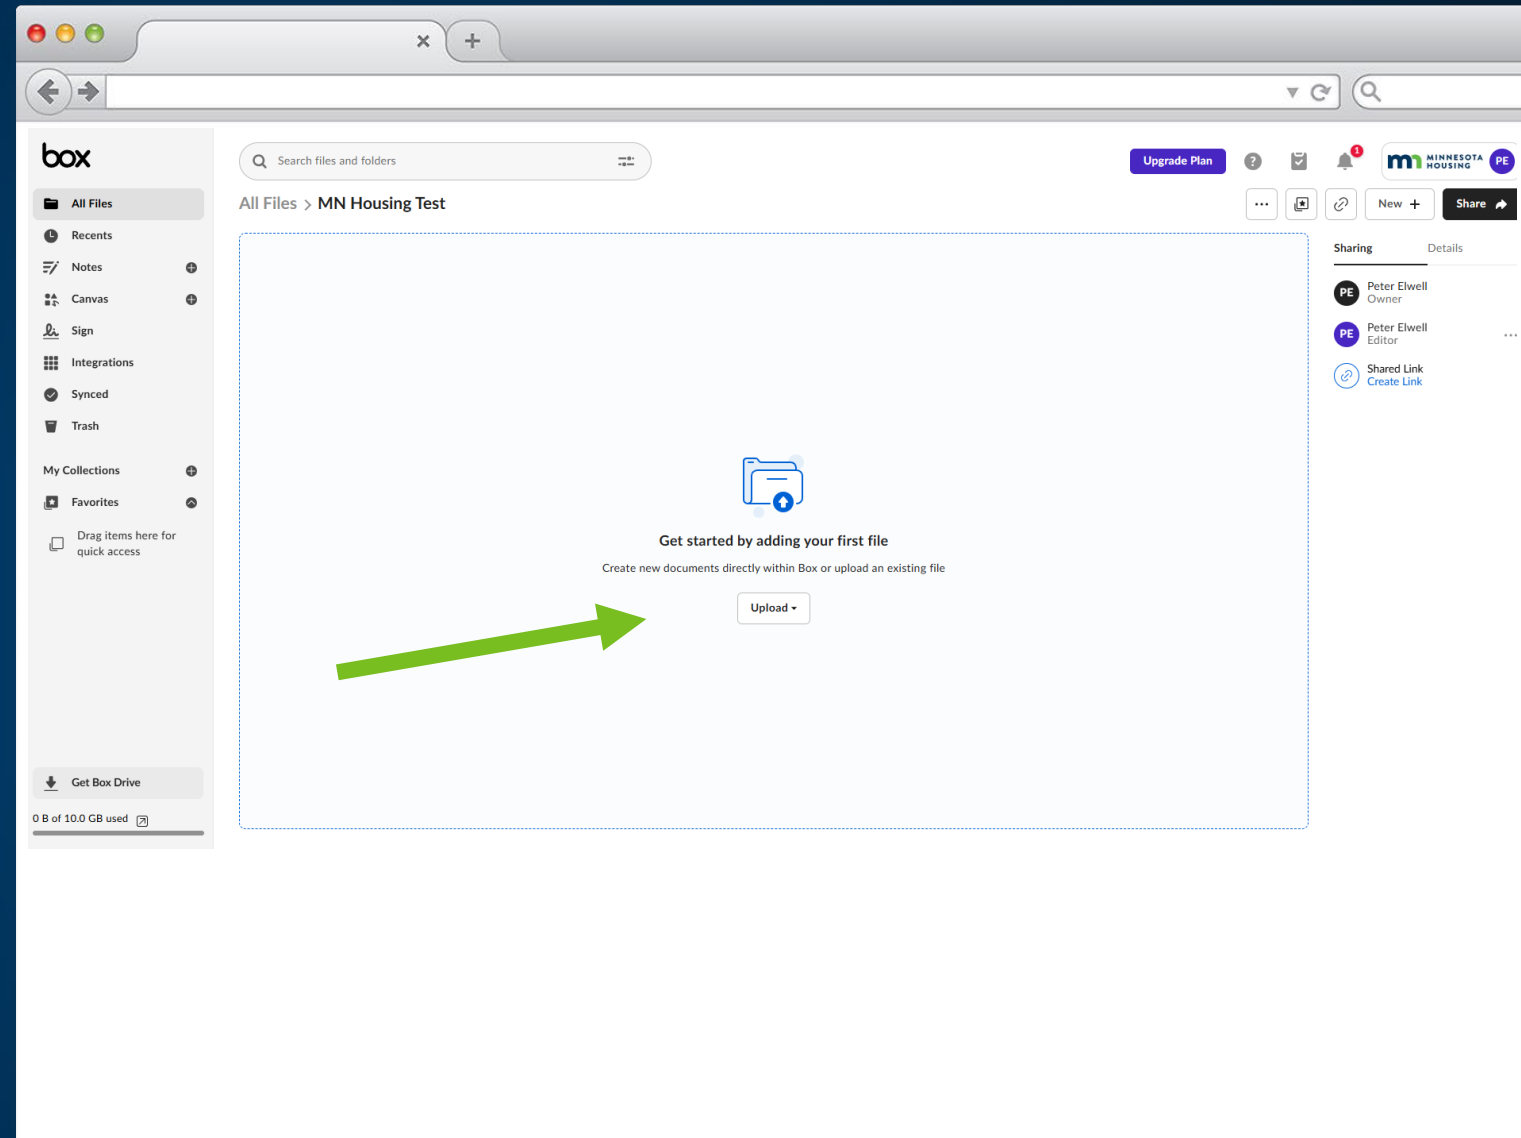 box
Search files and folders
Upgrade Plan
?
1
mn MINNESOTA HOUSING
PE
All Files > MN Housing Test
New +
Share
All Files
Recents
Notes
Canvas
Sign
Integrations
Synced
Trash
My Collections
Favorites
Drag items here for
quick access
Get Box Drive
0 B of 10.0 GB used
Get started by adding your first file
Create new documents directly within Box or upload an existing file
Upload
Sharing
Details
PE
Peter Elwell
Owner
PE
Peter Elwell
Editor
Shared Link
Create Link